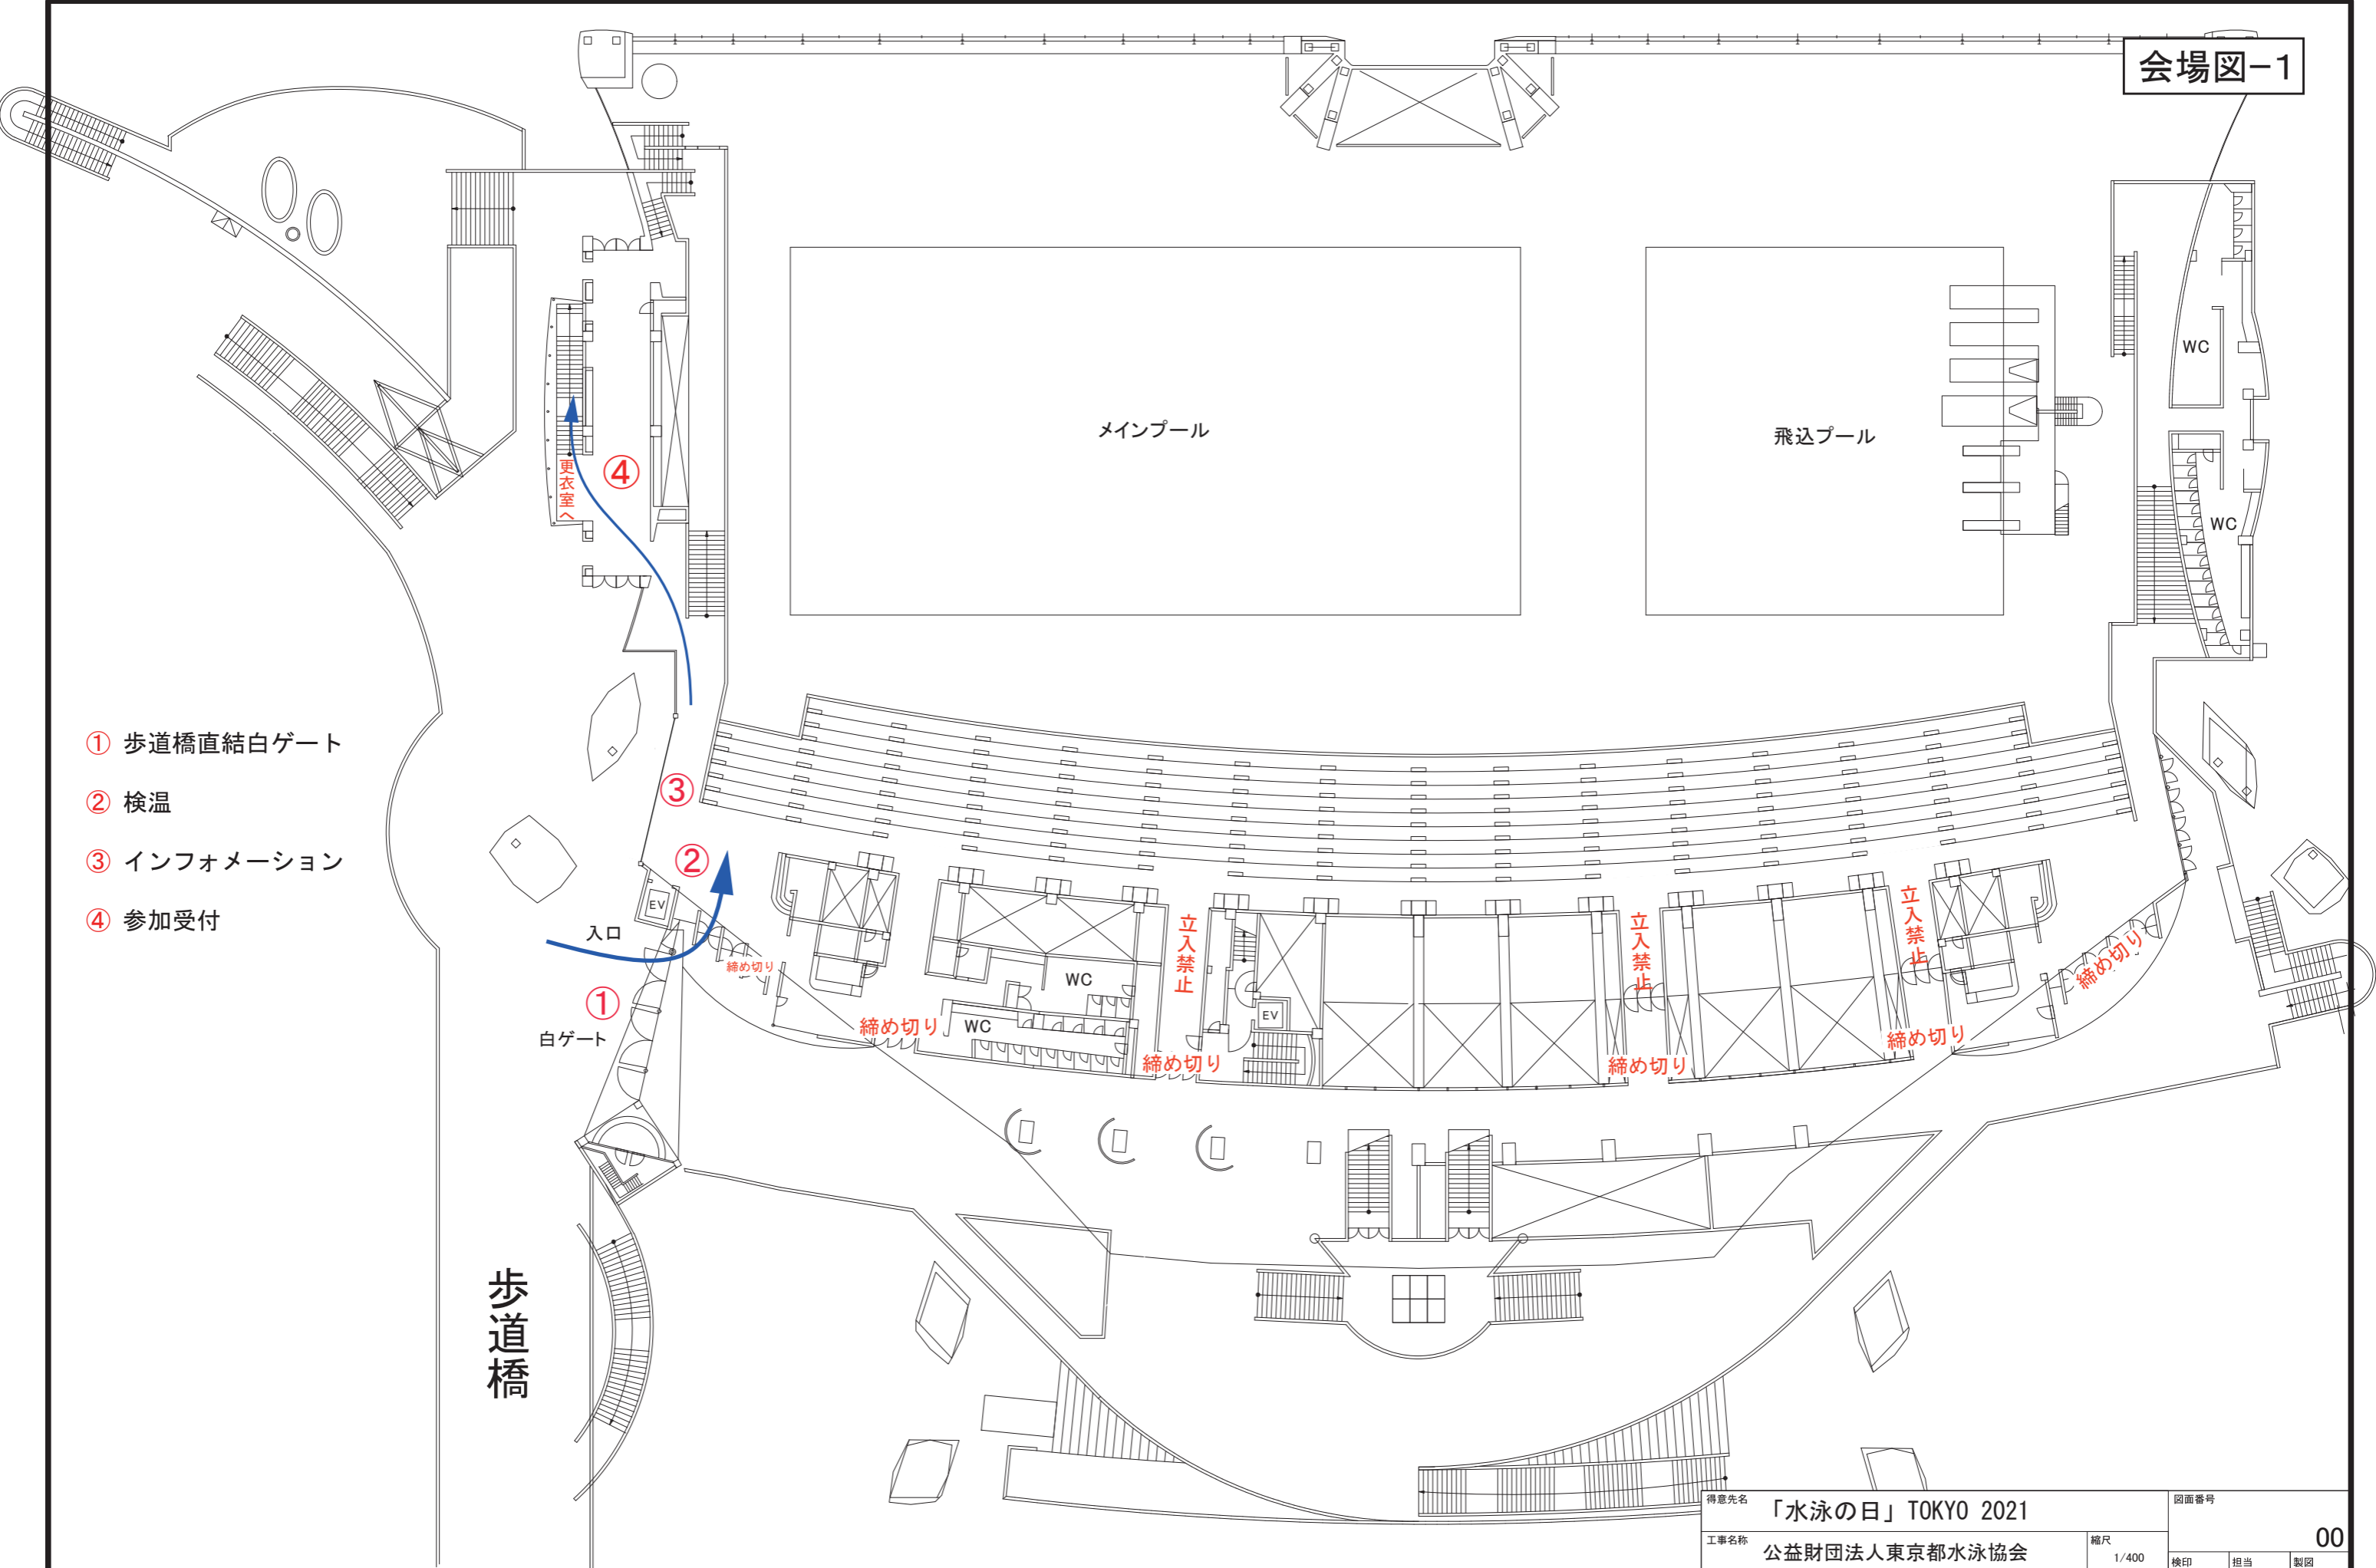 会場図-1
メインプール
飛込プール
WC
WC
更衣室へ
④
① 歩道橋直結白ゲート
② 検温
③ インフォメーション
④ 参加受付
③
②
EV
入口
締め切り
①
白ゲート
WC
WC
締め切り
立入禁止
締め切り
EV
立入禁止
締め切り
立入禁止
締め切り
締め切り
歩道橋
得意先名 「水泳の日」TOKYO 2021
図面番号
00
工事名称 公益財団法人東京都水泳協会
縮尺
1/400
検印 担当 製図